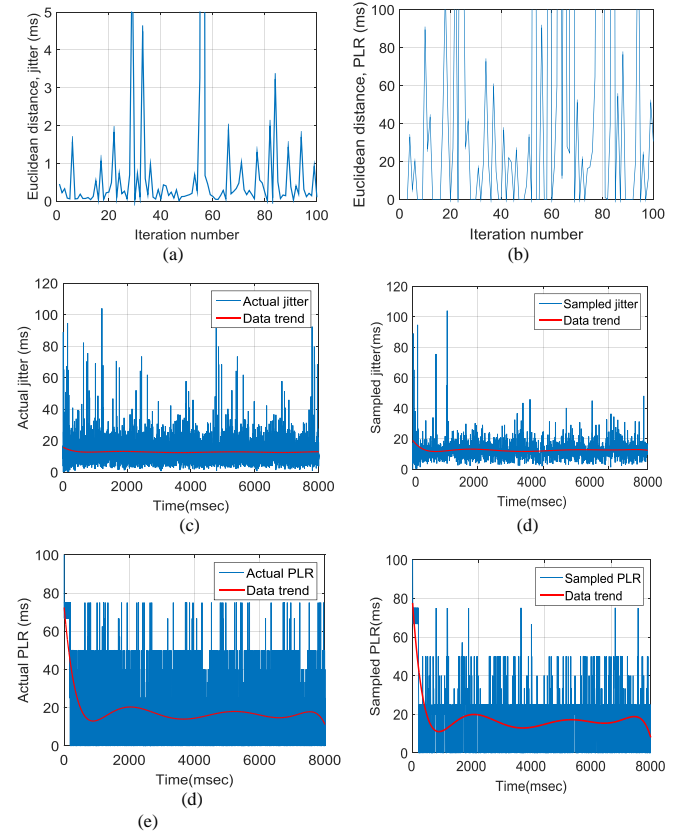 Euclidean distance, jitter (ms)
5
4
3
2
1
0
0 20 40 60 80 100
Iteration number
(a)
Euclidean distance, PLR (ms)
100
80
60
40
20
0
0 20 40 60 80 100
Iteration number
(b)
Actual jitter (ms)
120
100
80
60
40
20
0
0 2000 4000 6000 8000
Actual jitter
Data trend
Time(msec)
(c)
Sampled jitter(ms)
120
100
80
60
40
20
0
0 2000 4000 6000 8000
Sampled jitter
Data trend
Time(msec)
(d)
Actual PLR (ms)
100
80
60
40
20
0
0 2000 4000 6000 8000
Actual PLR
Data trend
Time(msec)
(d)
Sampled PLR(ms)
100
80
60
40
20
0
0 2000 4000 6000 8000
Sampled PLR
Data trend
Time(msec)
(e)